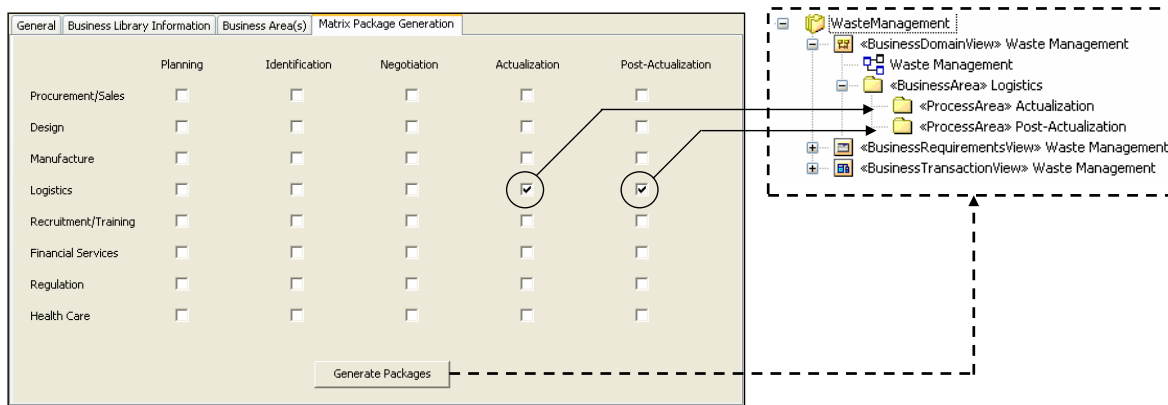 General Business Library Information Business Area(s) Matrix Package Generation
Planning Identification Negotiation Actualization Post-Actualization
Procurement/Sales
Design
Manufacture
Logistics
Recruitment/Training
Financial Services
Regulation
Health Care
Generate Packages
WasteManagement
«BusinessDomainView» Waste Management
Waste Management
«BusinessArea» Logistics
«ProcessArea» Actualization
«ProcessArea» Post-Actualization
«BusinessRequirementsView» Waste Management
«BusinessTransactionView» Waste Management